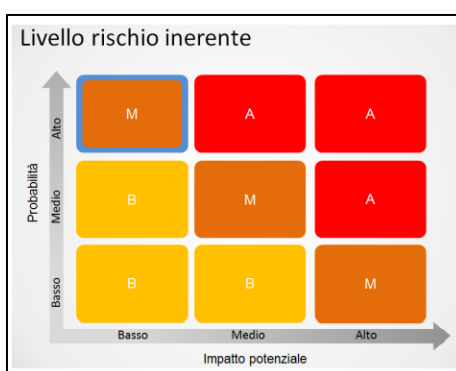 Livello rischio inerente
Probabilità
Alto
M
A
A
Medio
B
M
A
Basso
B
B
M
Basso
Medio
Alto
Impatto potenziale